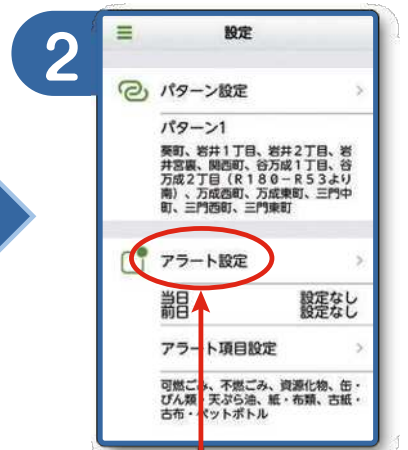 2
設定
パターン設定
パターン1
葵町、岩井1丁目、岩井2丁目、岩
井宮裏、関西町、谷万成1丁目、谷
万成2丁目（R180－R53より
南）、万成西町、万成東町、三門中
町、三門西町、三門東町
アラート設定
当日 設定なし
前日 設定なし
アラート項目設定
可燃ごみ、不燃ごみ、資源化物、缶・
びん類・天ぷら油、紙・布類、古紙・
古布・ペットボトル